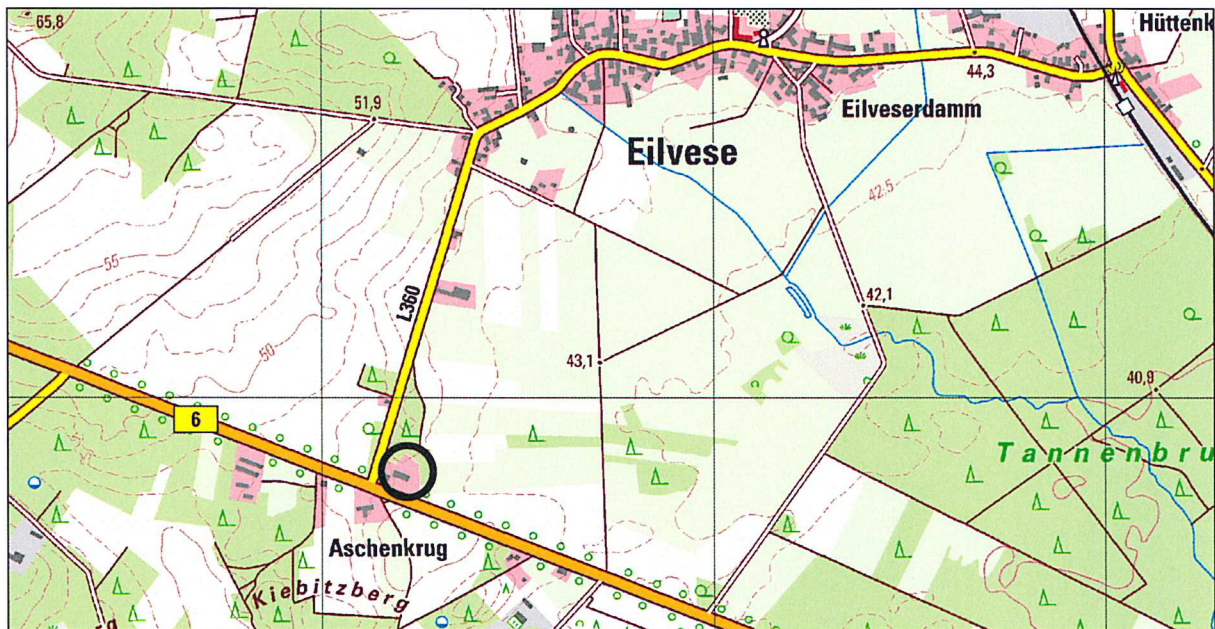 65,8
Hüttenk
44,3
51,9
Eilveserdamm
Eilvese
42,5
55
L360
42,1
50
43,1
40,9
6
Tannenbru
Aschenkrug
Kiebitzberg